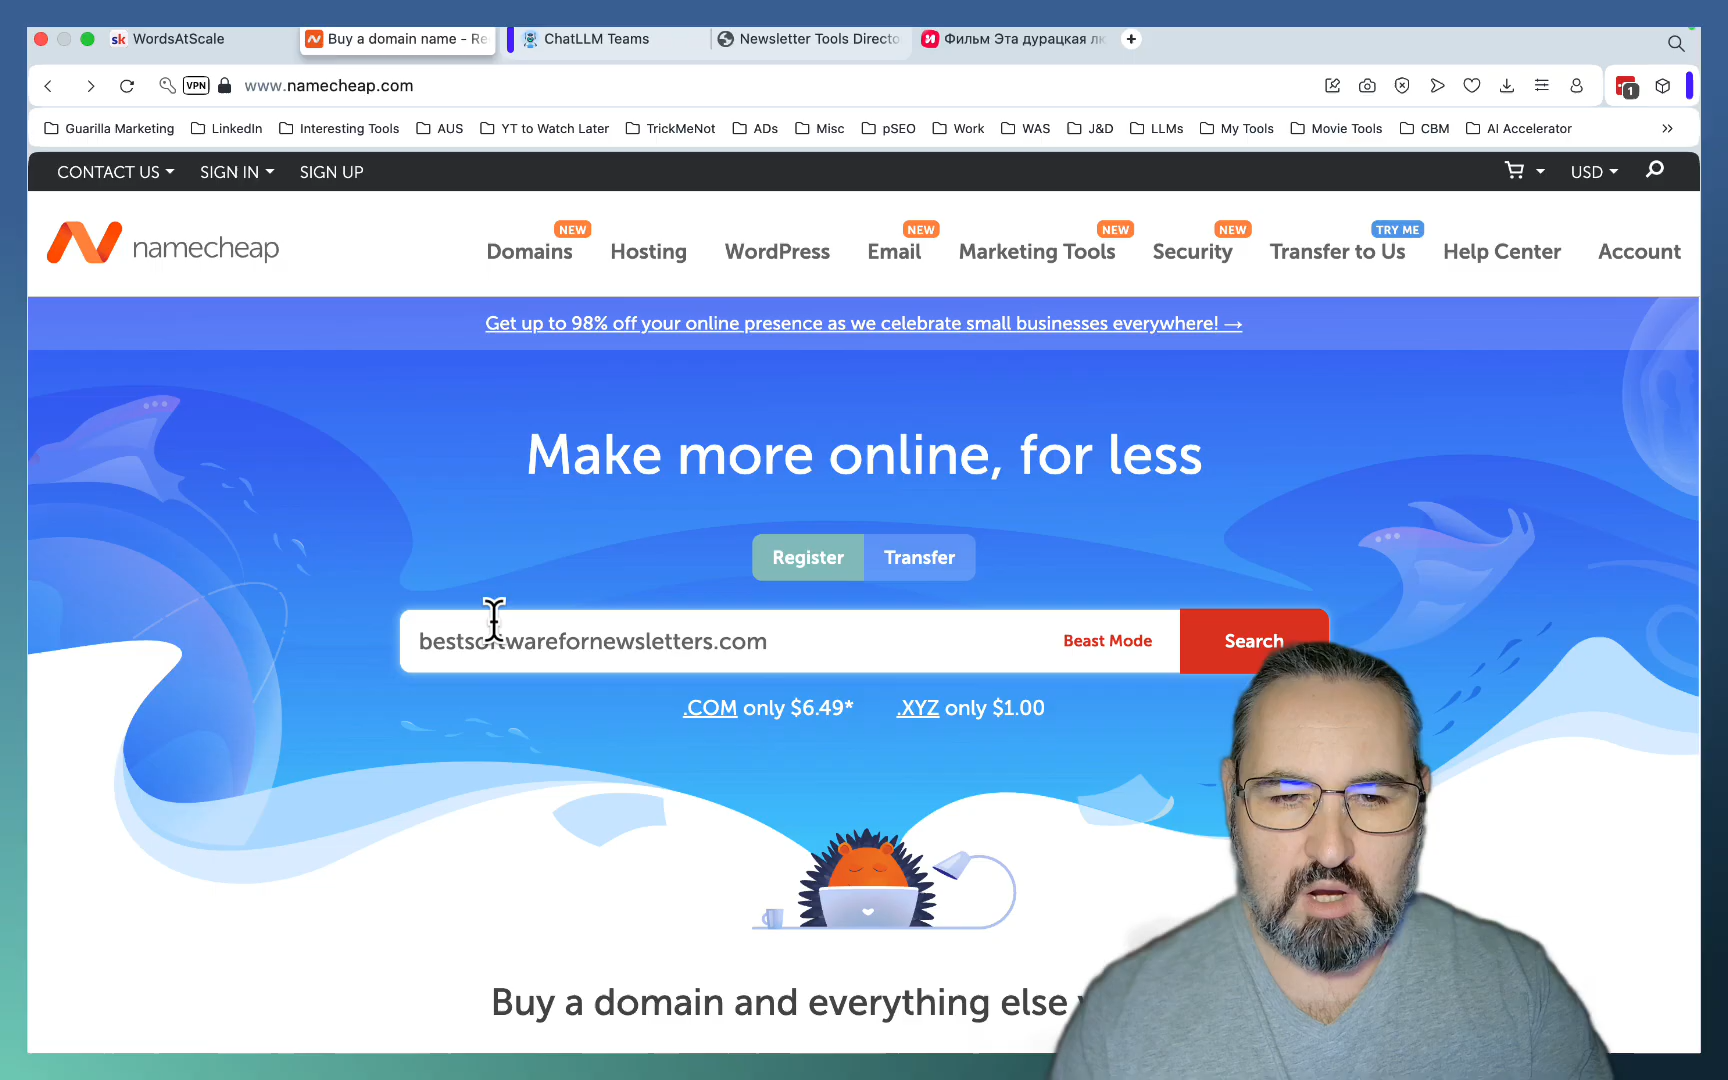 sk WordsAtScale
Buy a domain name - Re
ChatLLM Teams
Newsletter Tools Directo
Фильм Эта дурацкая лю
VPN
www.namecheap.com
1
Guarilla Marketing
LinkedIn
Interesting Tools
AUS
YT to Watch Later
TrickMeNot
ADs
Misc
pSEO
Work
WAS
J&D
LLMs
My Tools
Movie Tools
CBM
AI Accelerator
CONTACT US
SIGN IN
SIGN UP
USD
namecheap
NEW
Domains
Hosting
WordPress
NEW
Email
NEW
Marketing Tools
NEW
Security
TRY ME
Transfer to Us
Help Center
Account
Get up to 98% off your online presence as we celebrate small businesses everywhere! →
Make more online, for less
Register
Transfer
bestsoftwarefornewsletters.com
Beast Mode
Search
.COM only $6.49*
.XYZ only $1.00
Buy a domain and everything else